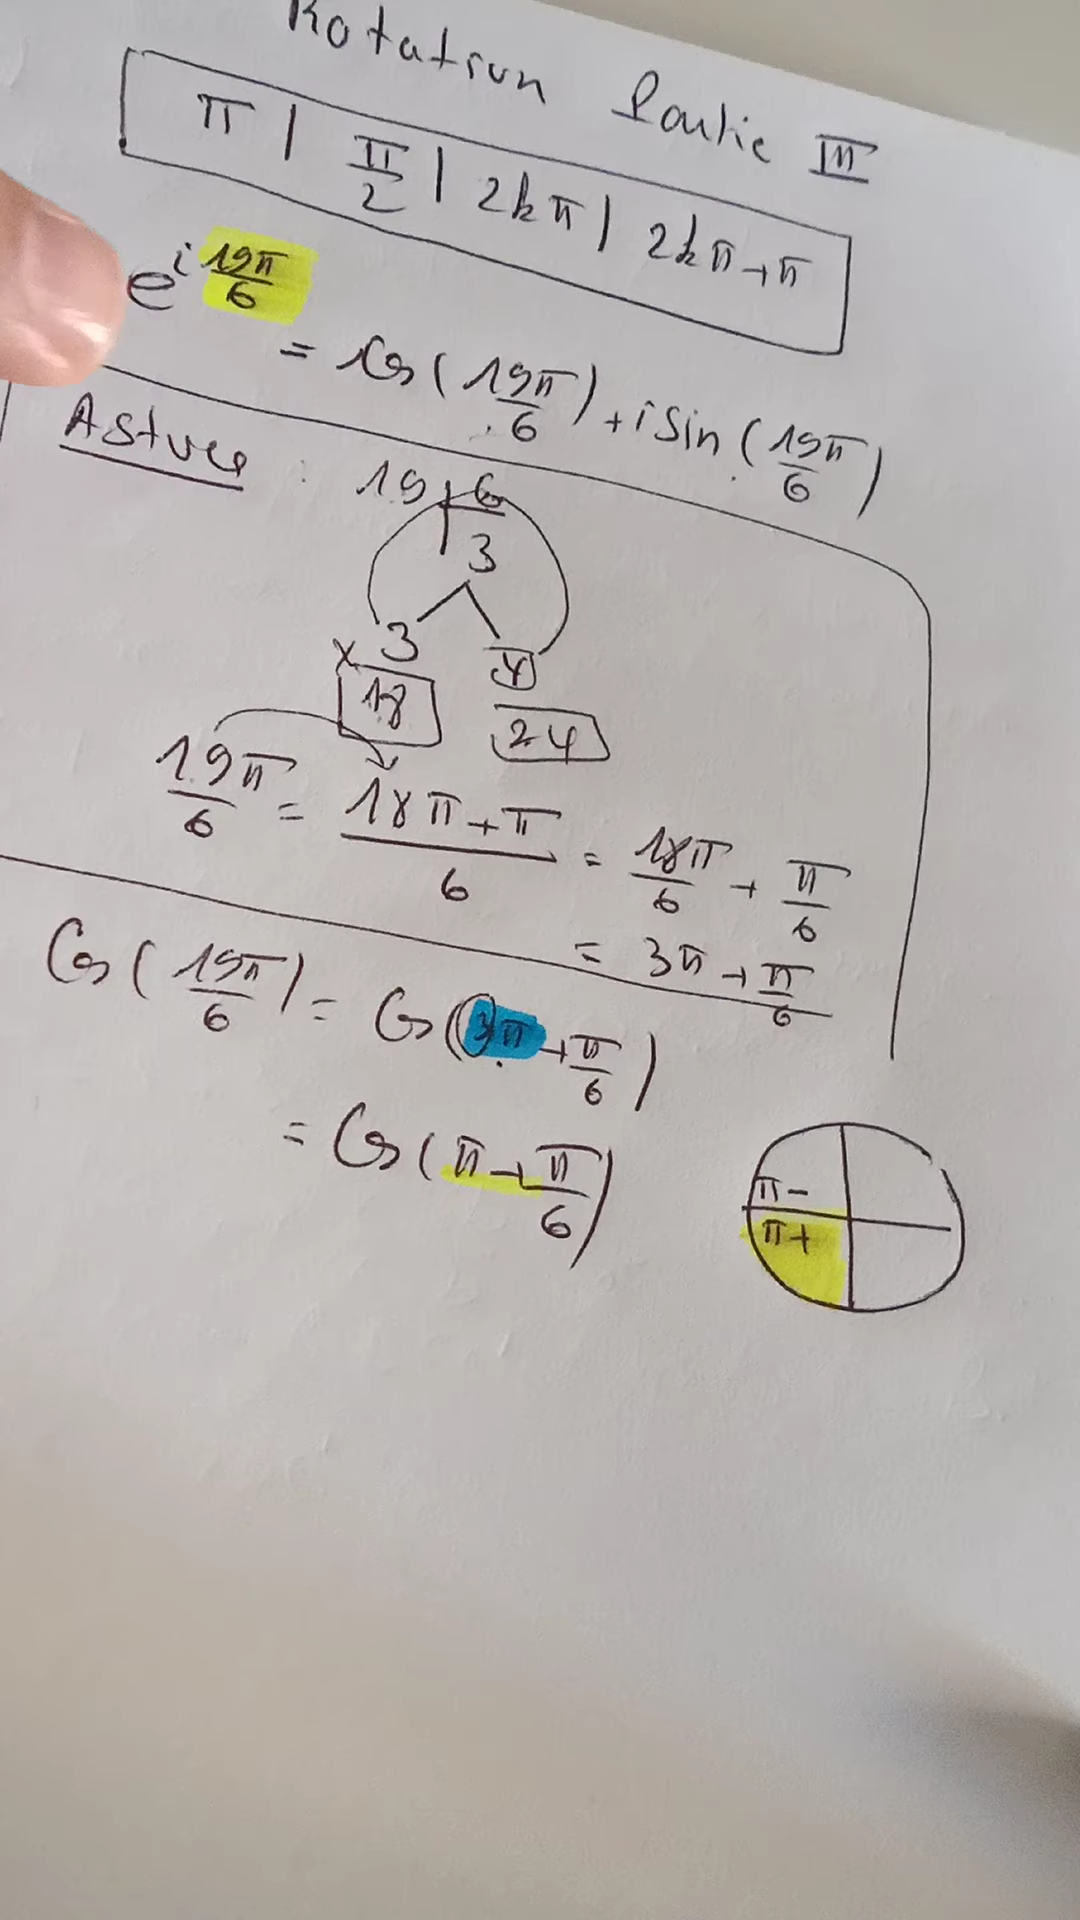 Rotation Partie III
π | π/2 | 2kπ | 2kπ+π
e^i 19π/6
= Cos(19π/6) + i Sin(19π/6)
Astuce : 19 | 6
3
3 4
×
18 24
19π/6 = (18π+π)/6 = 18π/6 + π/6
= 3π+π/6
Cos(19π/6) = Cos(3π+π/6)
= Cos(π+π/6)
π-
π+